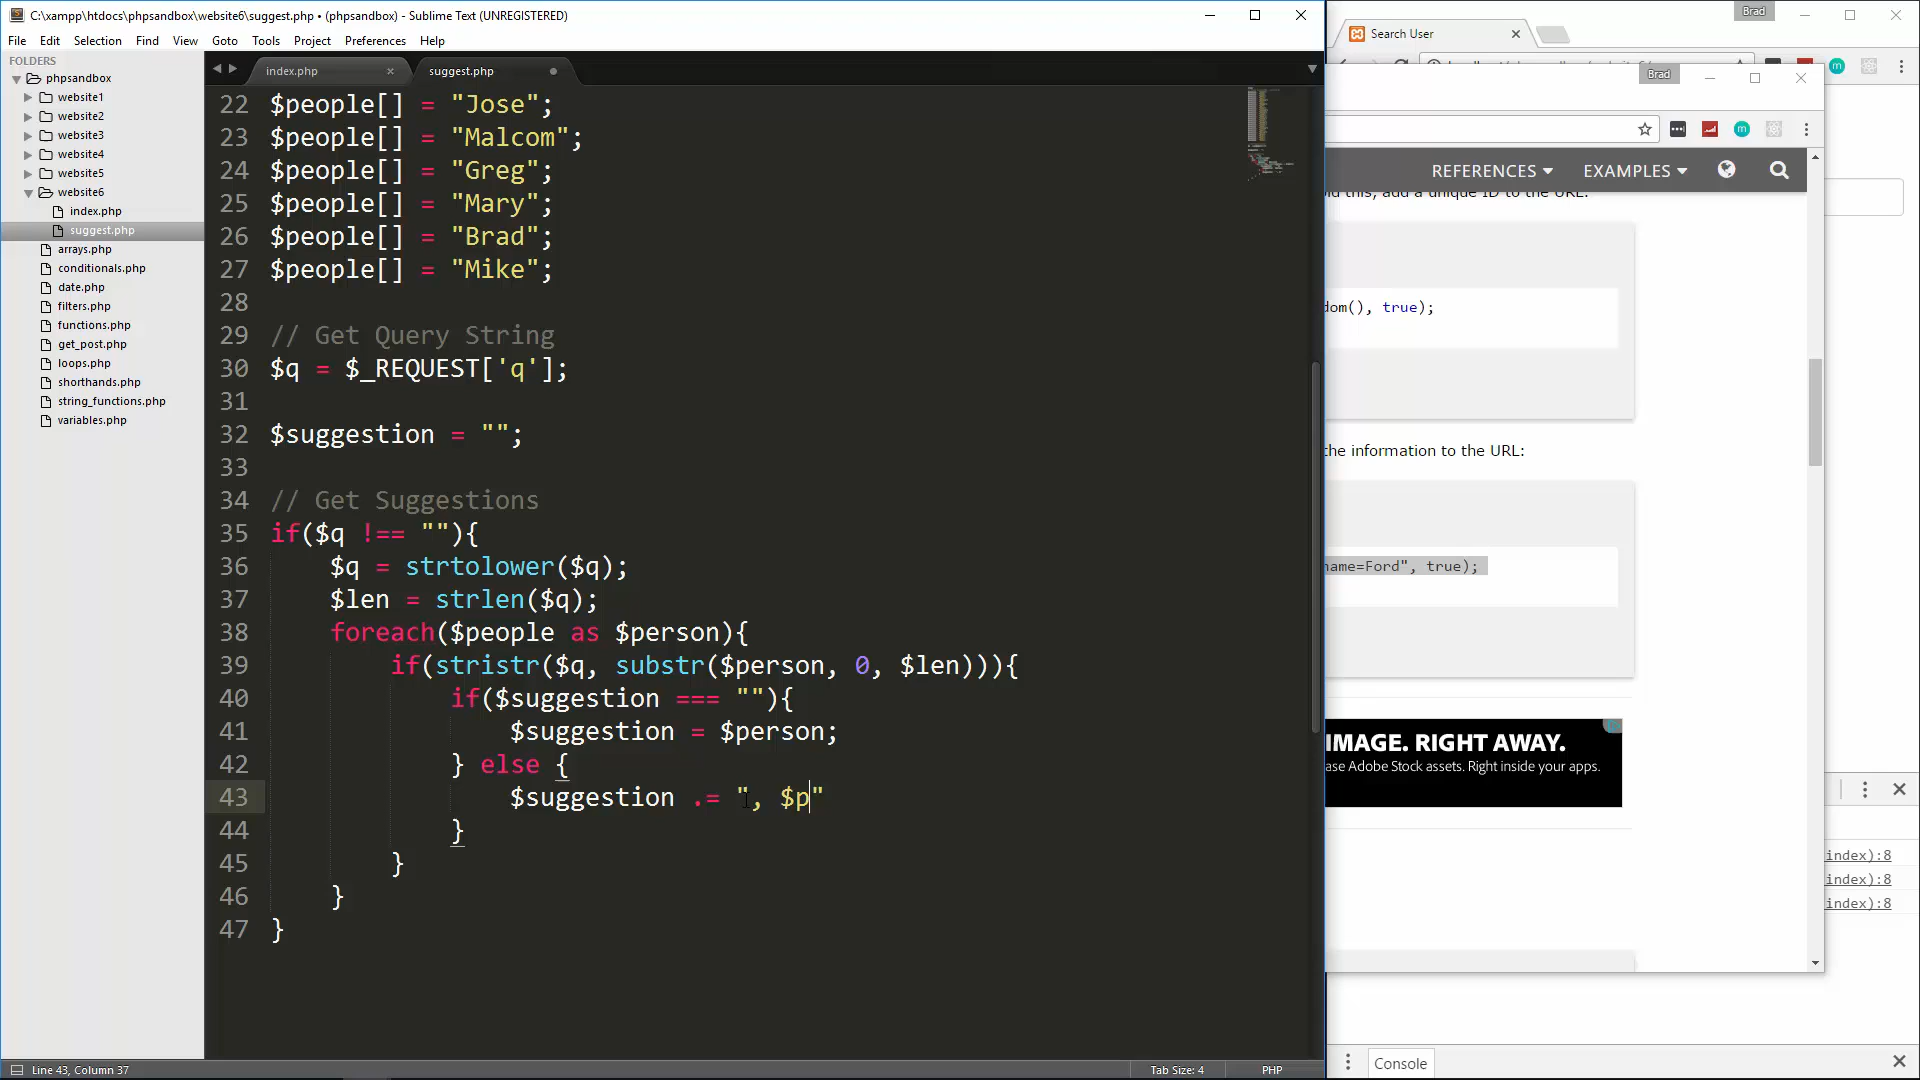 C:\xampp\htdocs\phpsandbox\website6\suggest.php • (phpsandbox) - Sublime Text (UNREGISTERED)
File Edit Selection Find View Goto Tools Project Preferences Help
FOLDERS
phpsandbox
website1
website2
website3
website4
website5
website6
index.php
suggest.php
arrays.php
conditionals.php
date.php
filters.php
functions.php
get_post.php
loops.php
shorthands.php
string_functions.php
variables.php
index.php × suggest.php
22 $people[] = "Jose";
23 $people[] = "Malcom";
24 $people[] = "Greg";
25 $people[] = "Mary";
26 $people[] = "Brad";
27 $people[] = "Mike";
28
29 // Get Query String
30 $q = $_REQUEST['q'];
31
32 $suggestion = "";
33
34 // Get Suggestions
35 if($q !== ""){
36 $q = strtolower($q);
37 $len = strlen($q);
38 foreach($people as $person){
39 if(stristr($q, substr($person, 0, $len))){
40 if($suggestion === ""){
41 $suggestion = $person;
42 } else {
43 $suggestion .= ", $p"
44 }
45 }
46 }
47 }
Line 43, Column 37 Tab Size: 4 PHP
Brad
Search User
Brad
REFERENCES EXAMPLES
this, add a unique ID to the URL:
dom(), true);
the information to the URL:
name=Ford", true);
IMAGE. RIGHT AWAY.
ase Adobe Stock assets. Right inside your apps.
index):8
index):8
index):8
Console